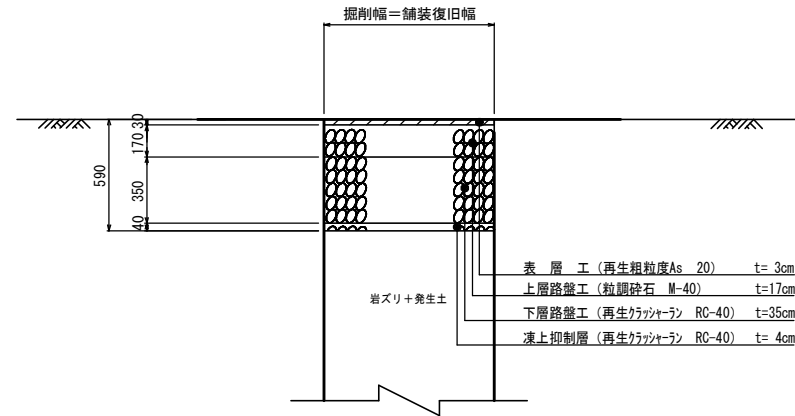 掘削幅=舗装復旧幅
30
170
590
350
40
表 層 工 (再生粗粒度As 20) t= 3cm
上層路盤工 (粒調砕石 M-40) t=17cm
岩ズリ+発生土
下層路盤工 (再生クラッシャーラン RC-40) t=35cm
凍上抑制層 (再生クラッシャーラン RC-40) t= 4cm